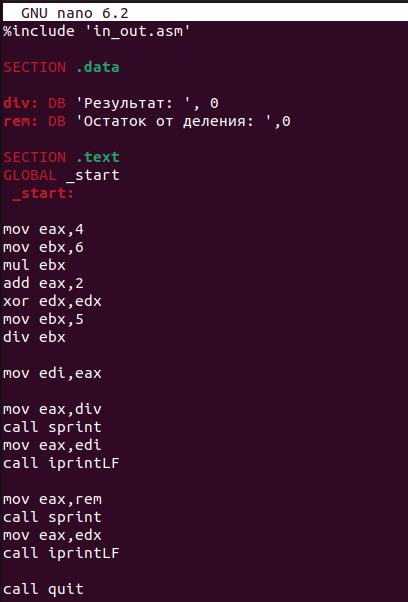 GNU nano 6.2
%include 'in_out.asm'
SECTION .data
div: DB 'Результат: ', 0
rem: DB 'Остаток от деления: ',0
SECTION .text
GLOBAL _start
_start:
mov eax,4
mov ebx,6
mul ebx
add eax,2
xor edx,edx
mov ebx,5
div ebx
mov edi,eax
mov eax,div
call sprint
mov eax,edi
call iprintLF
mov eax,rem
call sprint
mov eax,edx
call iprintLF
call quit